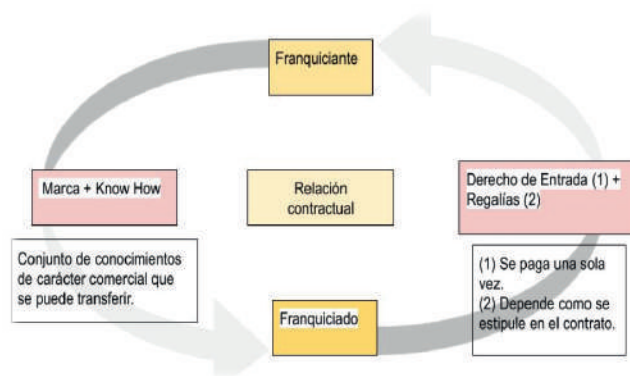 Franquiciante
Marca + Know How
Relación
contractual
Derecho de Entrada (1) +
Regalías (2)
Conjunto de conocimientos
de carácter comercial que
se puede transferir.
(1) Se paga una sola
vez.
(2) Depende como se
estipule en el contrato.
Franquiciado